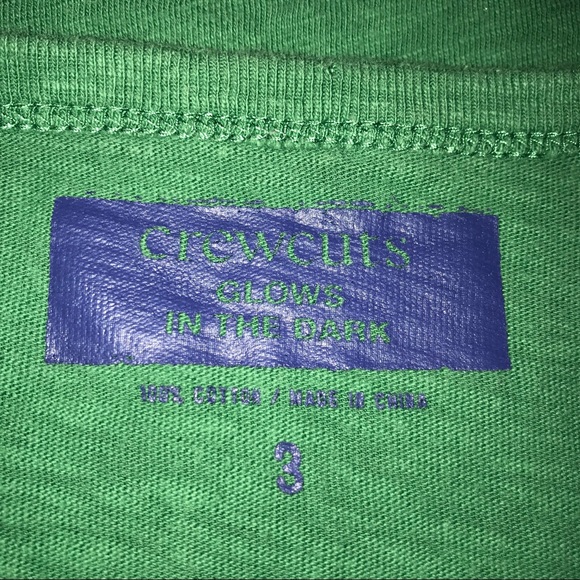 crewcuts
GLOWS
IN THE DARK
100% COTTON / MADE IN CHINA
3